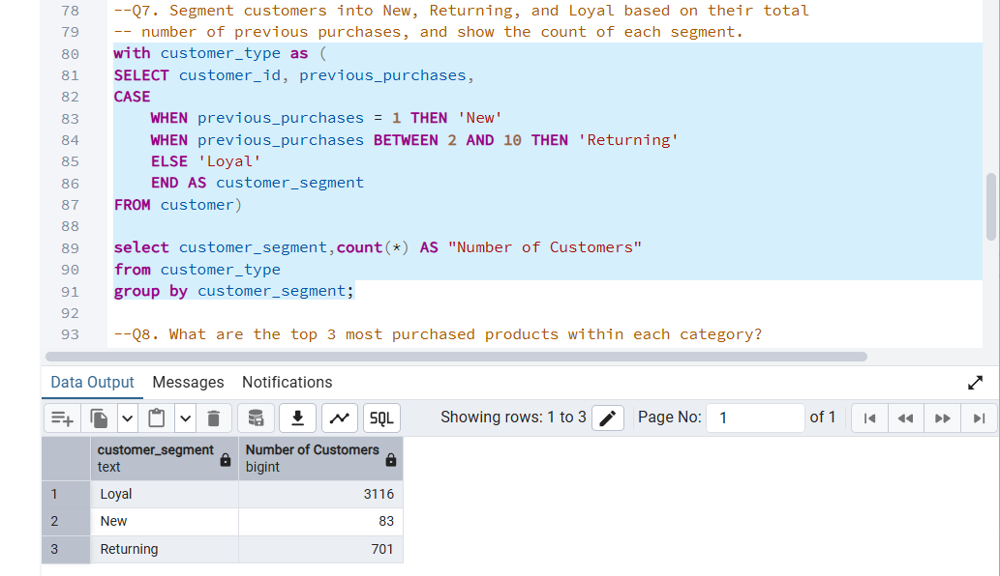 78 --Q7. Segment customers into New, Returning, and Loyal based on their total
79 -- number of previous purchases, and show the count of each segment.
80 with customer_type as (
81 SELECT customer_id, previous_purchases,
82 CASE
83 WHEN previous_purchases = 1 THEN 'New'
84 WHEN previous_purchases BETWEEN 2 AND 10 THEN 'Returning'
85 ELSE 'Loyal'
86 END AS customer_segment
87 FROM customer)
88
89 select customer_segment,count(*) AS "Number of Customers"
90 from customer_type
91 group by customer_segment;
92
93 --Q8. What are the top 3 most purchased products within each category?
Data Output Messages Notifications
SQL Showing rows: 1 to 3 Page No: 1 of 1
customer_segment Number of Customers
text bigint
1 Loyal 3116
2 New 83
3 Returning 701